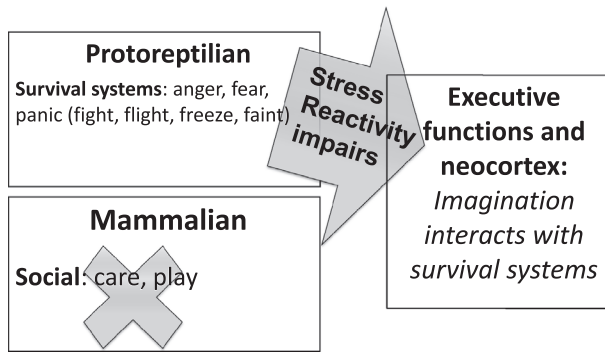 Protoreptilian
Survival systems: anger, fear,
panic (fight, flight, freeze, faint)
Stress
Reactivity
impairs
Executive
functions and
neocortex:
Imagination
interacts with
survival systems
Mammalian
Social: care, play